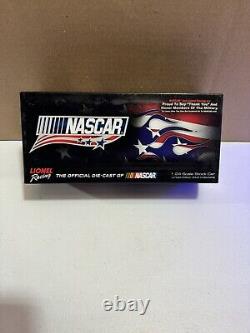 Proud To Say "Thank You" And
Honor Members Of The Military
NASCAR
LIONEL
Racing
THE OFFICIAL DIE-CAST OF NASCAR
1:24 Scale Stock Car